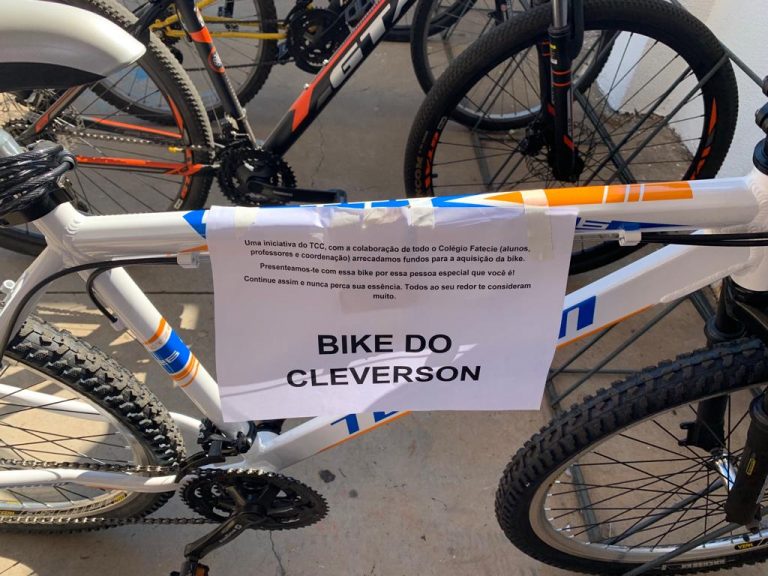 GT
Uma iniciativa do TCC, com a colaboração de todo o Colégio Fatecie (alunos,
professores e coordenação) arrecadamos fundos para a aquisição da bike.
Presenteamos-te com essa bike por essa pessoa especial que você é!
Continue assim e nunca perca sua essência. Todos ao seu redor te consideram
muito.
BIKE DO
CLEVERSON